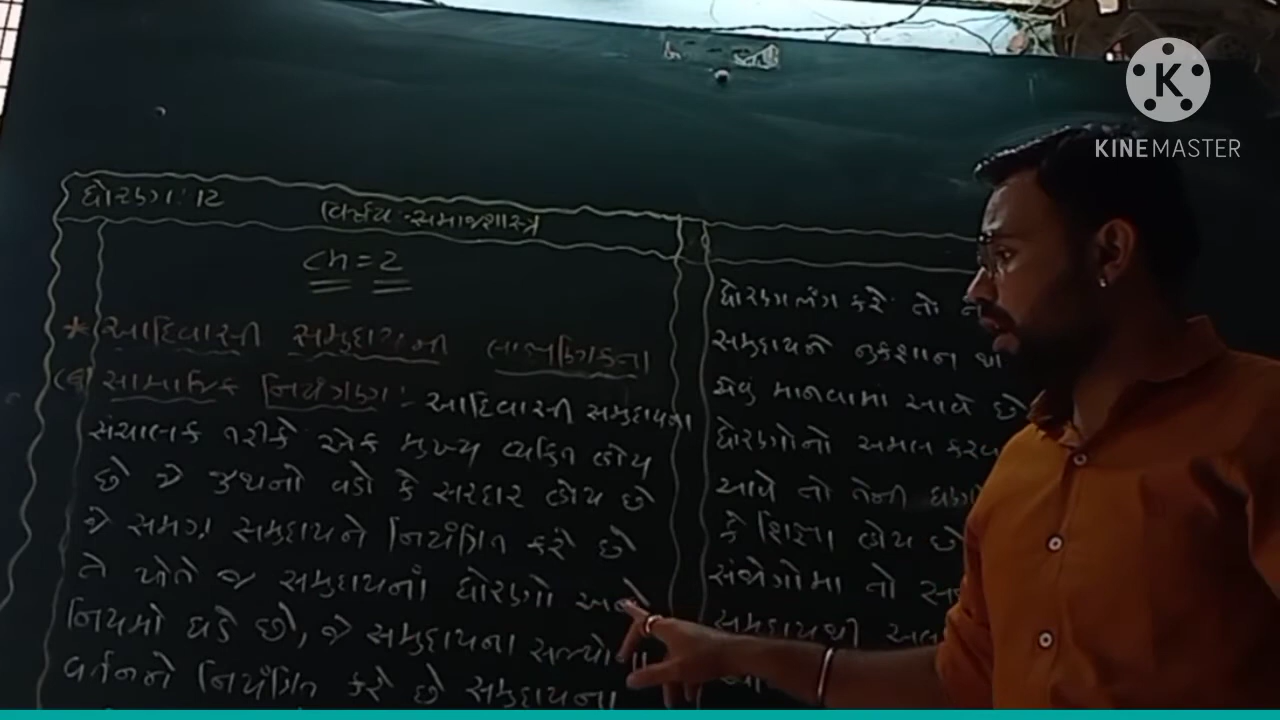 K
KINEMASTER
ધોરણ: 12
વિષય:-સમાજશાસ્ત્ર
Ch = 2
* આદિવાસી સમુદાયની લાક્ષણિકતા
સામાજિક નિયંત્રણ :- આદિવાસી સમુદાયના
સંચાલક તરીકે એક મુખ્ય વ્યકિત હોય
છે જે જુથનો વડો કે સરદાર હોય છે
જે સમગ્ર સમુદાયને નિયંત્રિત કરે છે
તે પોતે જ સમુદાયનાં ધોરણો અને
નિયમો ઘડે છે, જે સમુદાયના સભ્યોના
વર્તનને નિયંત્રિત કરે છે સમુદાયના
ધોરણભંગ કરે તો
સમુદાયને નુકશાન થા
એવું માનવામા આવે છે
ધોરણોનો અમલ કરવ
આવે તો તેની
કે શિક્ષા હોય છે
સંજોગોમા તો
સમુદાયથી